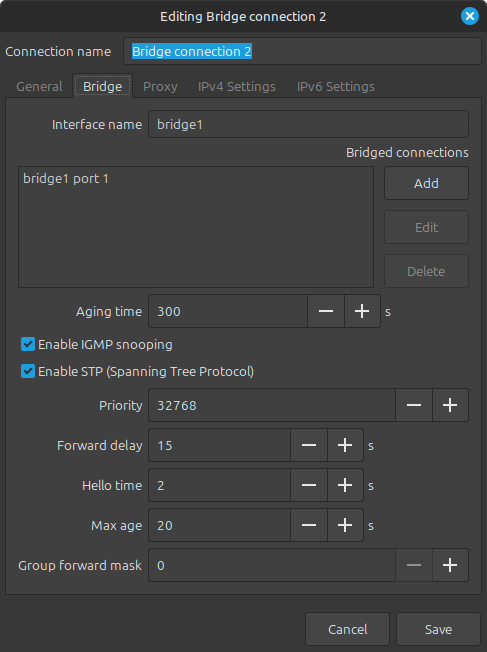 Editing Bridge connection 2
Connection name Bridge connection 2
General Bridge Proxy IPv4 Settings IPv6 Settings
Interface name bridge1
Bridged connections
bridge1 port 1
Add
Edit
Delete
Aging time 300 s
Enable IGMP snooping
Enable STP (Spanning Tree Protocol)
Priority 32768
Forward delay 15 s
Hello time 2 s
Max age 20 s
Group forward mask 0
Cancel Save